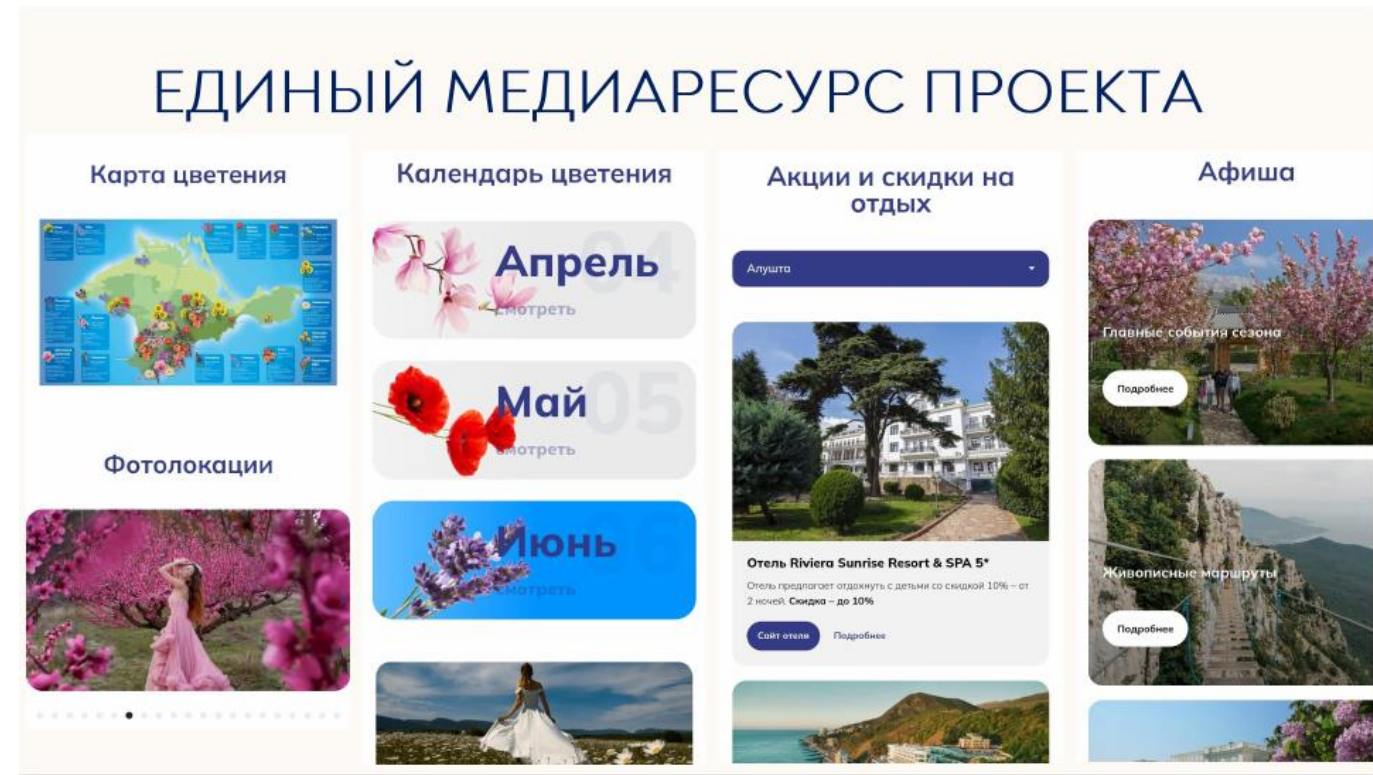 ЕДИНЫЙ МЕДИАРЕСУРС ПРОЕКТА
Карта цветения
Фотолокации
Календарь цветения
04
Апрель
смотреть
05
Май
смотреть
06
Июнь
смотреть
Акции и скидки на
отдых
Алушта
Отель Riviera Sunrise Resort & SPA 5*
Отель предлагает отдохнуть с детьми со скидкой 10% – от
2 ночей. Скидка – до 10%
Сайт отеля Подробнее
Афиша
Главные события сезона
Подробнее
Живописные маршруты
Подробнее